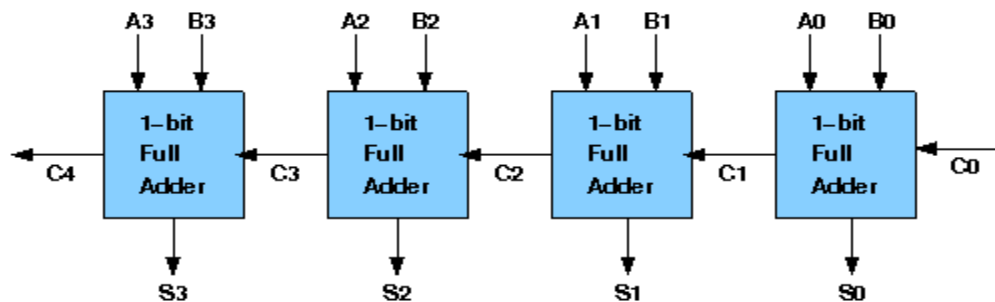 A3 B3 A2 B2 A1 B1 A0 B0
1-bit 1-bit 1-bit 1-bit
Full Full Full Full
C4 C3 C2 C1 C0
Adder Adder Adder Adder
S3 S2 S1 S0